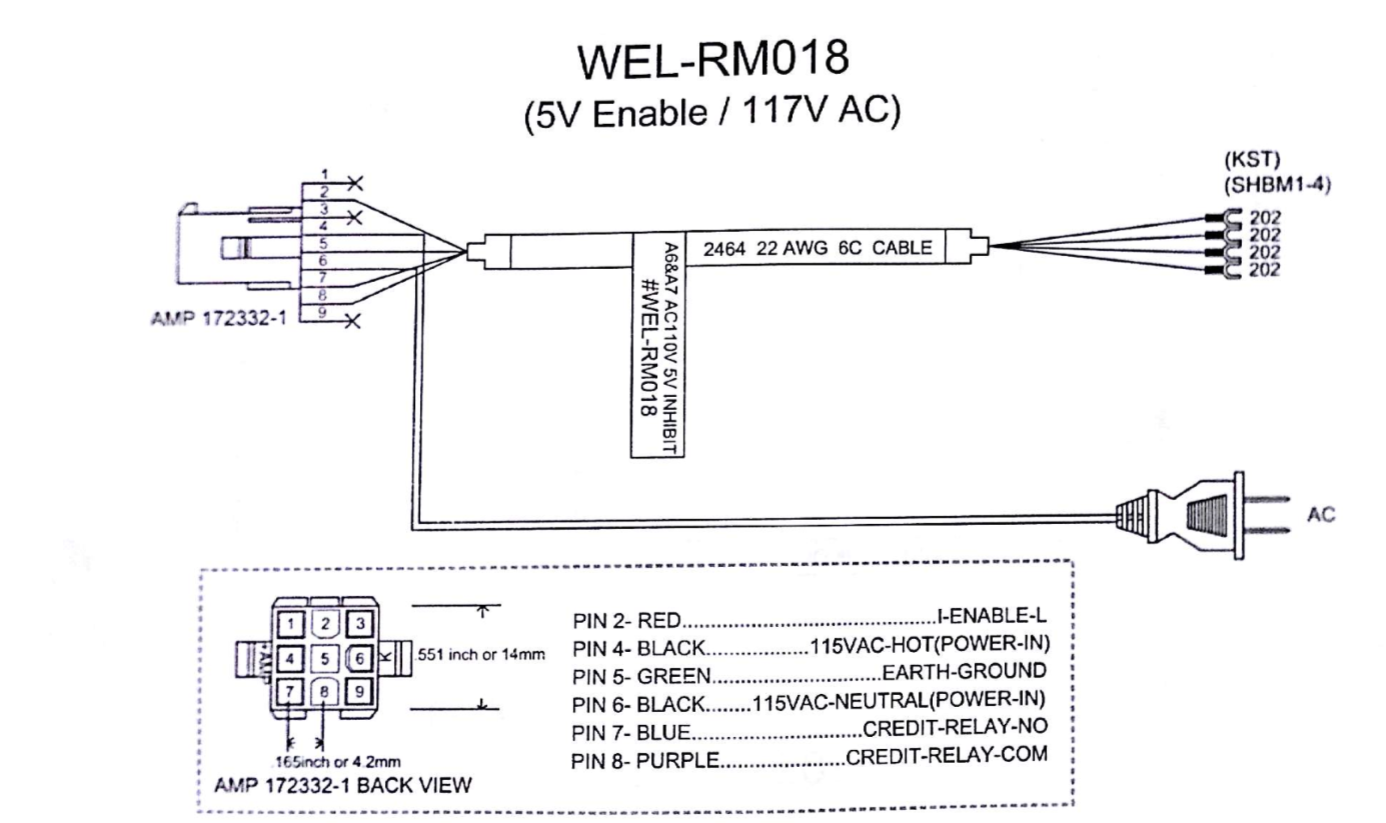 WEL-RM018
(5V Enable / 117V AC)
(KST)
(SHBM1-4)
1
2
3
4
5
6
7
8
9
202
202
202
202
2464 22 AWG 6C CABLE
A6&A7 AC110V 5V INHIBIT
#WEL-RM018
AMP 172332-1
AC
1 2 3
4 5 6
7 8 9
K
.551 inch or 14mm
.165inch or 4.2mm
AMP 172332-1 BACK VIEW
PIN 2- RED.......................................I-ENABLE-L
PIN 4- BLACK................115VAC-HOT(POWER-IN)
PIN 5- GREEN..........................EARTH-GROUND
PIN 6- BLACK........115VAC-NEUTRAL(POWER-IN)
PIN 7- BLUE..........................CREDIT-RELAY-NO
PIN 8- PURPLE...................CREDIT-RELAY-COM